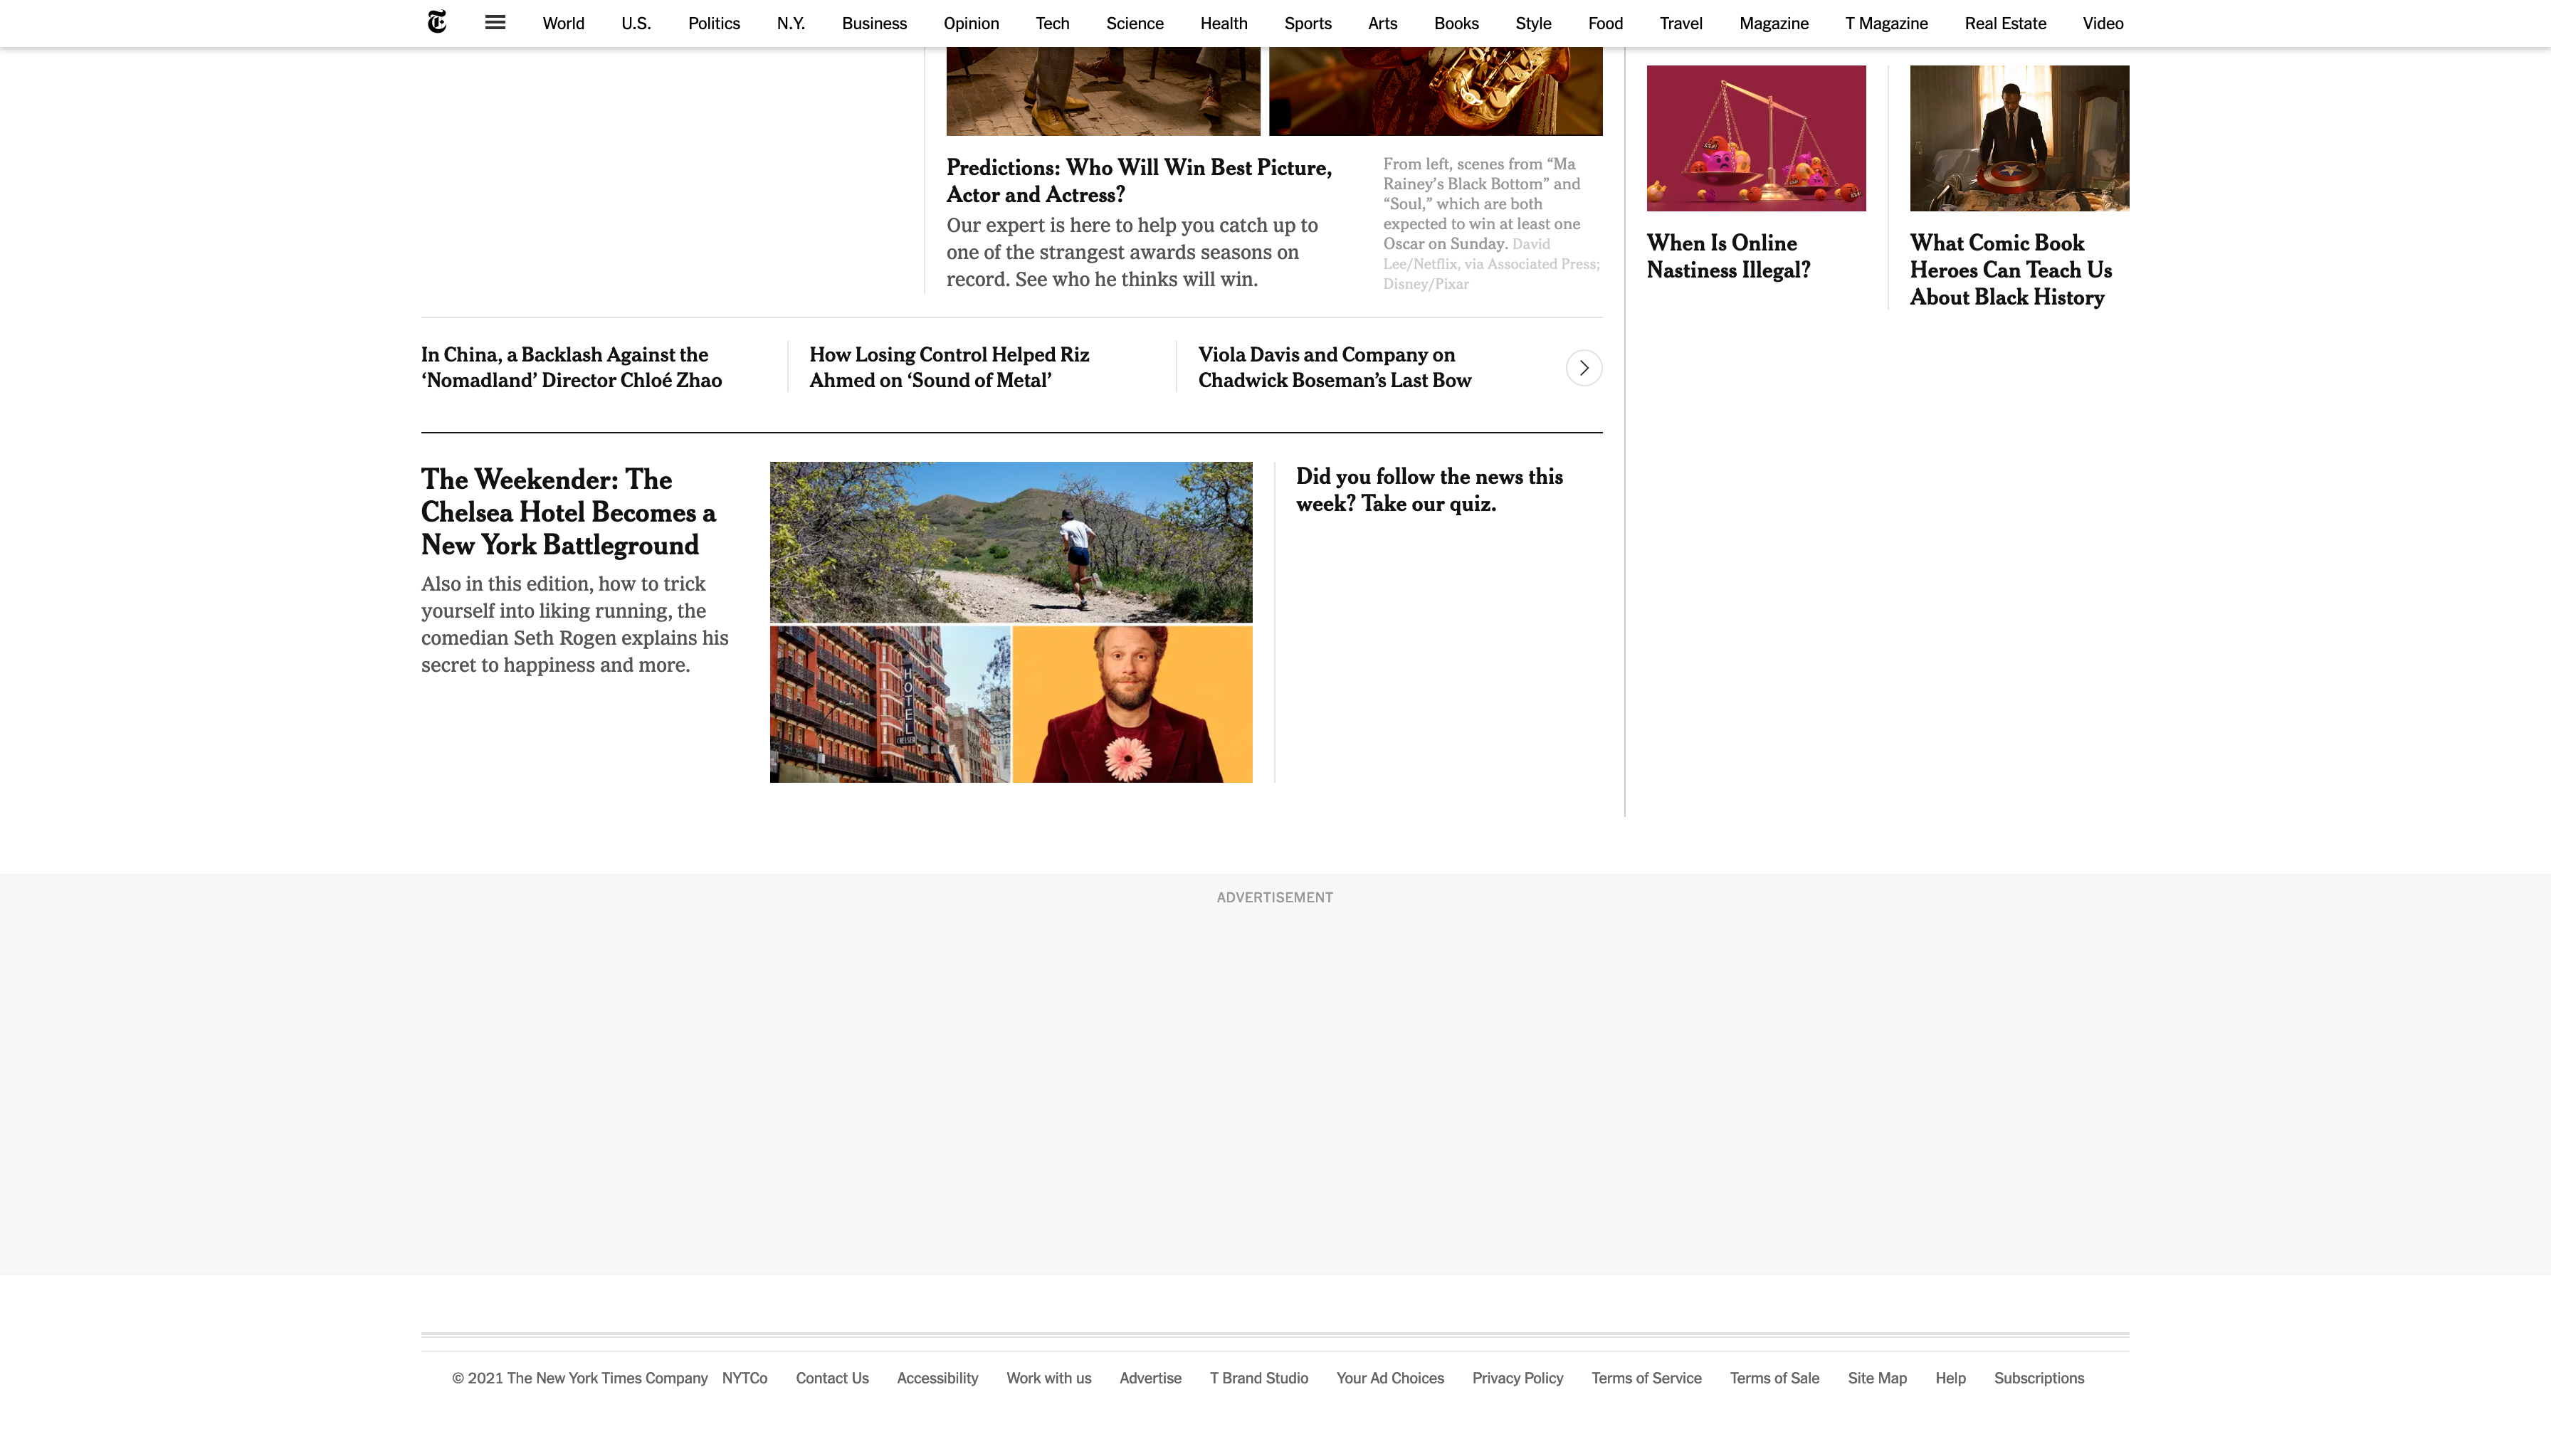 World U.S. Politics N.Y. Business Opinion Tech Science Health Sports Arts Books Style Food Travel Magazine T Magazine Real Estate Video
Predictions: Who Will Win Best Picture,
Actor and Actress?
Our expert is here to help you catch up to
one of the strangest awards seasons on
record. See who he thinks will win.
From left, scenes from “Ma
Rainey’s Black Bottom” and
“Soul,” which are both
expected to win at least one
Oscar on Sunday. David
Lee/Netflix, via Associated Press;
Disney/Pixar
When Is Online
Nastiness Illegal?
What Comic Book
Heroes Can Teach Us
About Black History
In China, a Backlash Against the
‘Nomadland’ Director Chloé Zhao
How Losing Control Helped Riz
Ahmed on ‘Sound of Metal’
Viola Davis and Company on
Chadwick Boseman’s Last Bow
The Weekender: The
Chelsea Hotel Becomes a
New York Battleground
Also in this edition, how to trick
yourself into liking running, the
comedian Seth Rogen explains his
secret to happiness and more.
HOTEL
CHELSEA
Did you follow the news this
week? Take our quiz.
ADVERTISEMENT
© 2021 The New York Times Company NYTCo Contact Us Accessibility Work with us Advertise T Brand Studio Your Ad Choices Privacy Policy Terms of Service Terms of Sale Site Map Help Subscriptions